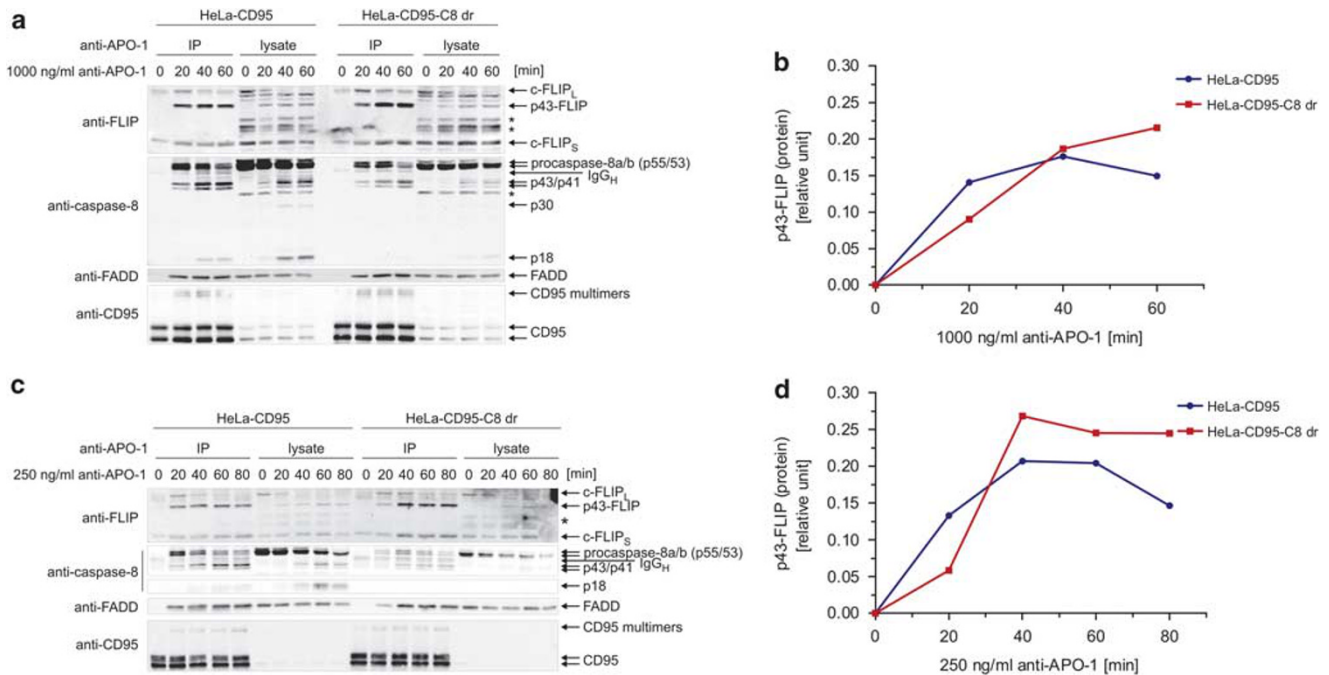 a
HeLa-CD95 HeLa-CD95-C8 dr
anti-APO-1 IP lysate IP lysate
1000 ng/ml anti-APO-1 0 20 40 60 0 20 40 60 0 20 40 60 0 20 40 60 [min]
anti-FLIP
c-FLIPL
p43-FLIP
*
*
c-FLIPS
anti-caspase-8
procaspase-8a/b (p55/53)
IgGH
p43/p41
*
p30
p18
anti-FADD FADD
anti-CD95
CD95 multimers
CD95
b
HeLa-CD95
HeLa-CD95-C8 dr
p43-FLIP (protein)
[relative unit]
0.30
0.25
0.20
0.15
0.10
0.05
0.00
0 20 40 60
1000 ng/ml anti-APO-1 [min]
c
HeLa-CD95 HeLa-CD95-C8 dr
anti-APO-1 IP lysate IP lysate
250 ng/ml anti-APO-1 0 20 40 60 80 0 20 40 60 80 0 20 40 60 80 0 20 40 60 80 [min]
anti-FLIP
c-FLIPL
p43-FLIP
*
c-FLIPS
anti-caspase-8
procaspase-8a/b (p55/53)
IgGH
p43/p41
p18
anti-FADD FADD
anti-CD95
CD95 multimers
CD95
d
HeLa-CD95
HeLa-CD95-C8 dr
p43-FLIP (protein)
[relative unit]
0.30
0.25
0.20
0.15
0.10
0.05
0.00
0 20 40 60 80
250 ng/ml anti-APO-1 [min]